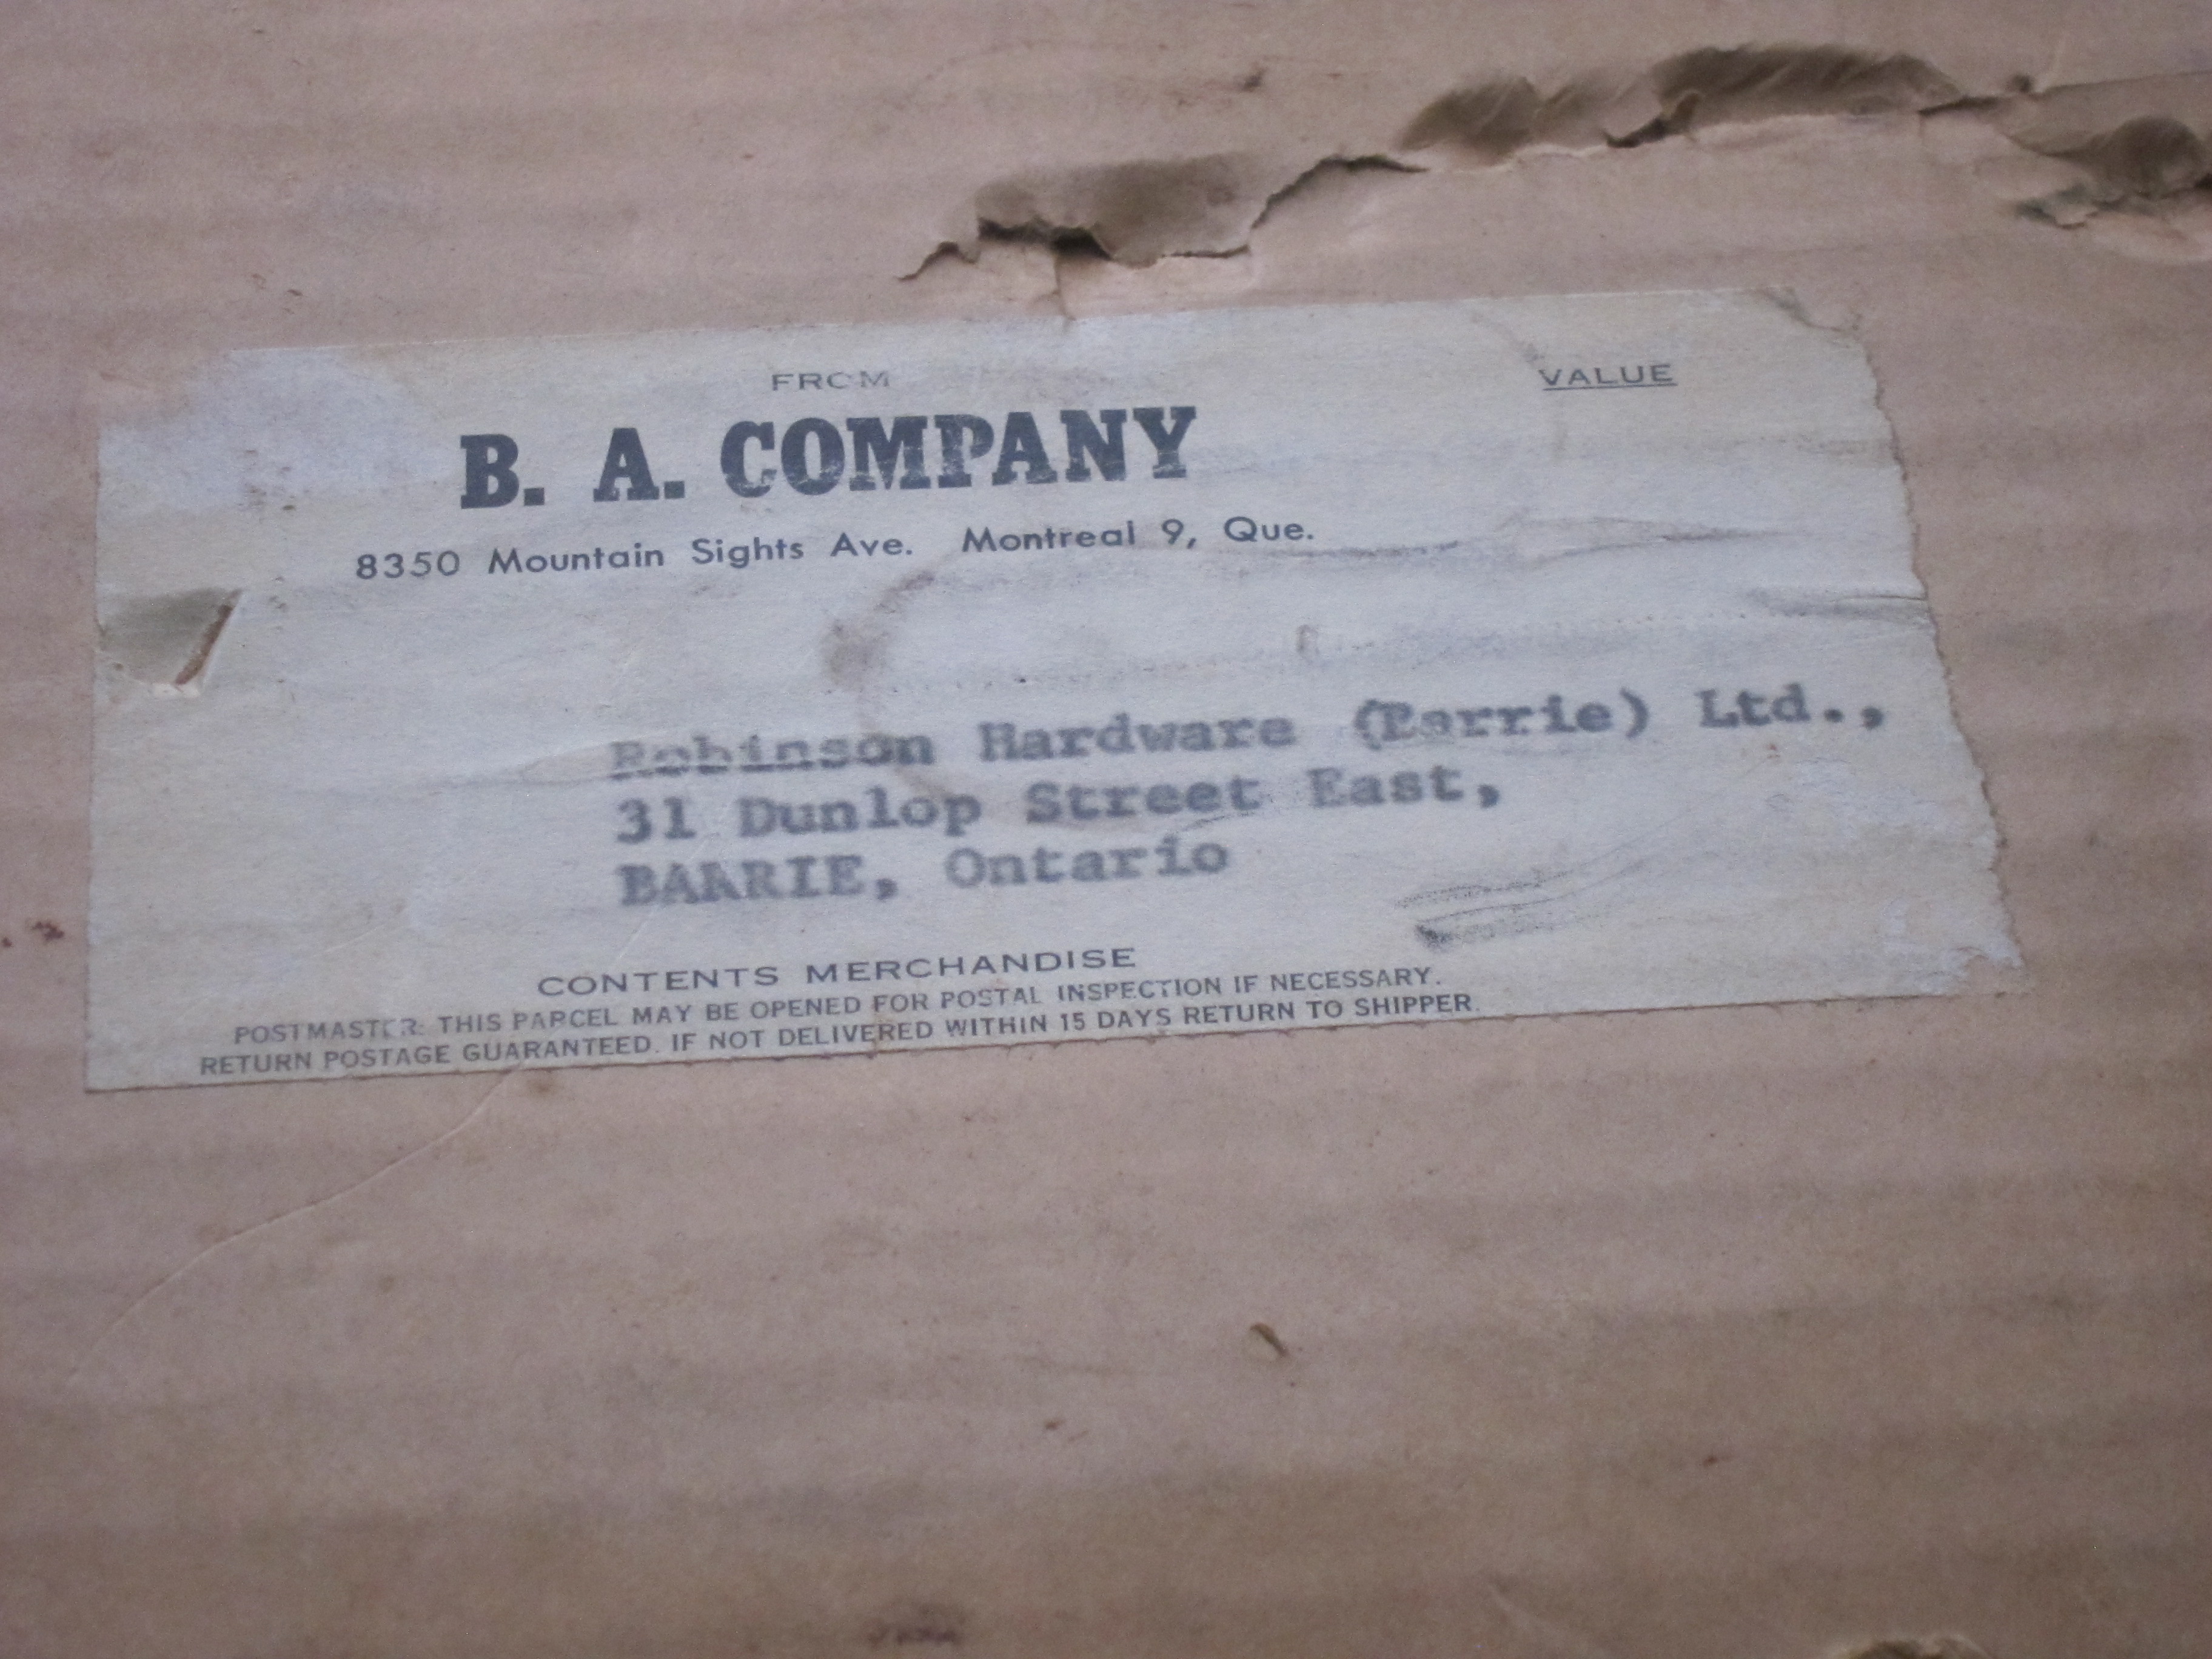 FROM
VALUE
B. A. COMPANY
8350 Mountain Sights Ave. Montreal 9, Que.
Robinson Hardware (Barrie) Ltd.,
31 Dunlop Street East,
BARRIE, Ontario
CONTENTS MERCHANDISE
POSTMASTER: THIS PARCEL MAY BE OPENED FOR POSTAL INSPECTION IF NECESSARY.
RETURN POSTAGE GUARANTEED. IF NOT DELIVERED WITHIN 15 DAYS RETURN TO SHIPPER.